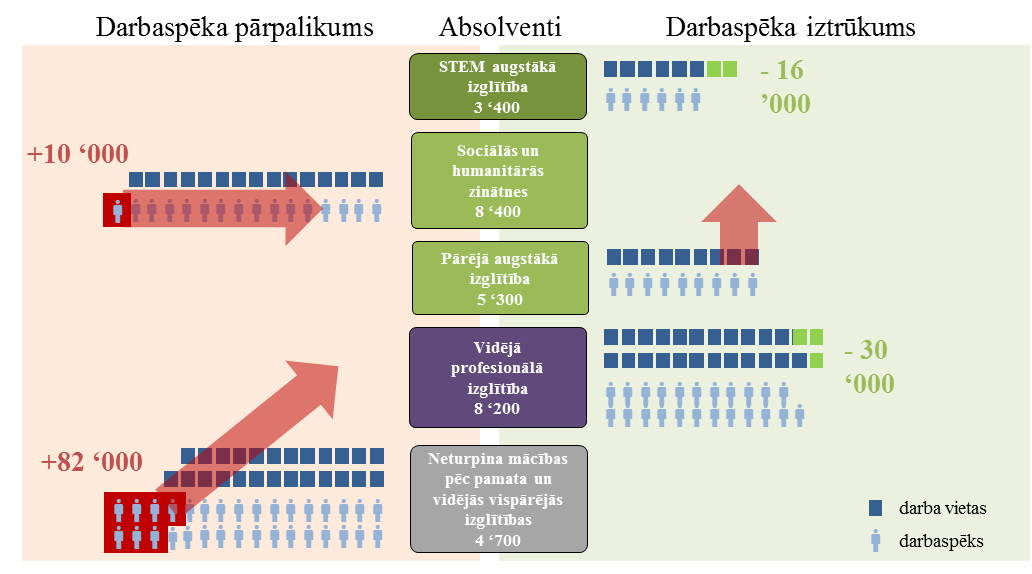 Darbaspēka pārpalikums
Absolventi
Darbaspēka iztrūkums
STEM augstākā
izglītība
3 ‘400
- 16
’000
+10 ‘000
Sociālās un
humanitārās
zinātnes
8 ‘400
Pārējā augstākā
izglītība
5 ‘300
Vidējā
profesionālā
izglītība
8 ‘200
- 30
‘000
+82 ‘000
Neturpina mācības
pēc pamata un
vidējās vispārējās
izglītības
4 ‘700
darba vietas
darbaspēks